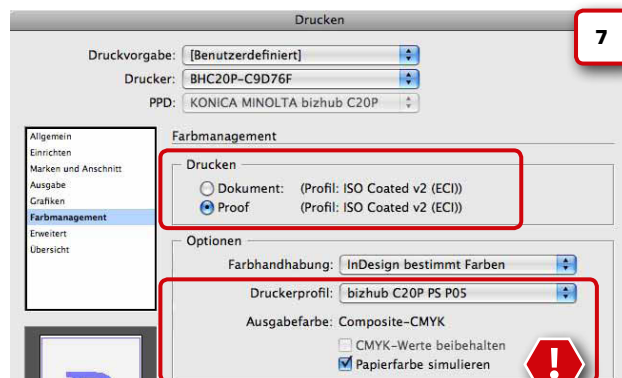 Drucken
7
Druckvorgabe: [Benutzerdefiniert]
Drucker: BHC20P-C9D76F
PPD: KONICA MINOLTA bizhub C20P
Allgemein
Einrichten
Marken und Anschnitt
Ausgabe
Grafiken
Farbmanagement
Erweitert
Übersicht
Farbmanagement
Drucken
Dokument: (Profil: ISO Coated v2 (ECI))
Proof (Profil: ISO Coated v2 (ECI))
Optionen
Farbhandhabung: InDesign bestimmt Farben
Druckerprofil: bizhub C20P PS P05
Ausgabefarbe: Composite-CMYK
CMYK-Werte beibehalten
Papierfarbe simulieren
!